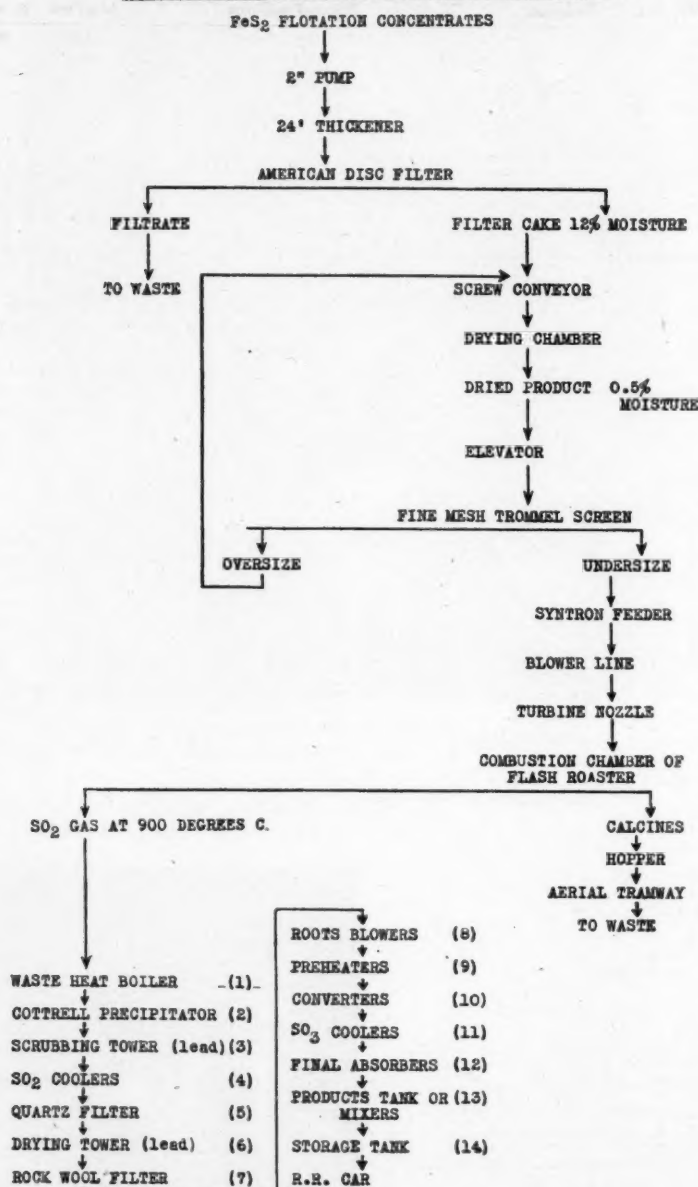 FeS2 FLOTATION CONCENTRATES
2" PUMP
24' THICKENER
AMERICAN DISC FILTER
FILTRATE
FILTER CAKE 12% MOISTURE
TO WASTE
SCREW CONVEYOR
DRYING CHAMBER
DRIED PRODUCT 0.5%
MOISTURE
ELEVATOR
FINE MESH TROMMEL SCREEN
OVERSIZE
UNDERSIZE
SYNTRON FEEDER
BLOWER LINE
TURBINE NOZZLE
COMBUSTION CHAMBER OF
FLASH ROASTER
SO2 GAS AT 900 DEGREES C.
CALCINES
HOPPER
AERIAL TRAMWAY
TO WASTE
WASTE HEAT BOILER (1)
COTTRELL PRECIPITATOR (2)
SCRUBBING TOWER (lead) (3)
SO2 COOLERS (4)
QUARTZ FILTER (5)
DRYING TOWER (lead) (6)
ROCK WOOL FILTER (7)
ROOTS BLOWERS (8)
PREHEATERS (9)
CONVERTERS (10)
SO3 COOLERS (11)
FINAL ABSORBERS (12)
PRODUCTS TANK OR (13)
MIXERS
STORAGE TANK (14)
R.R. CAR